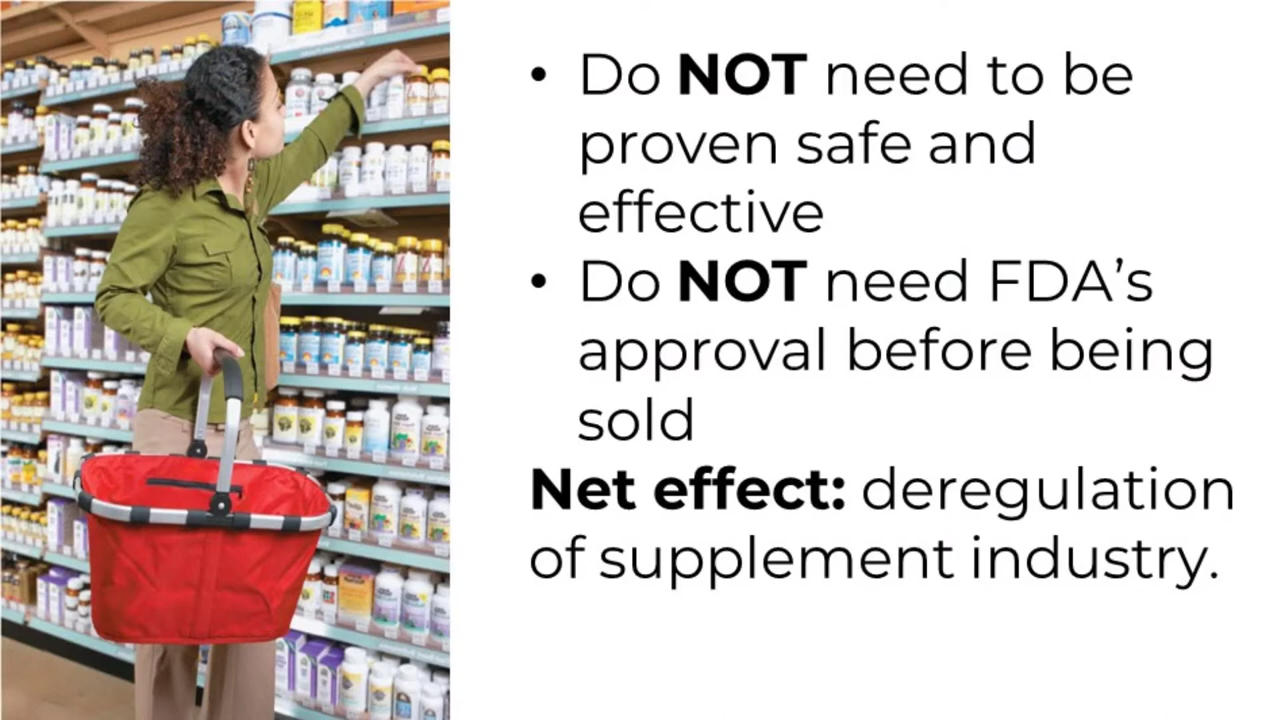 • Do NOT need to be
proven safe and
effective
• Do NOT need FDA’s
approval before being
sold
Net effect: deregulation
of supplement industry.